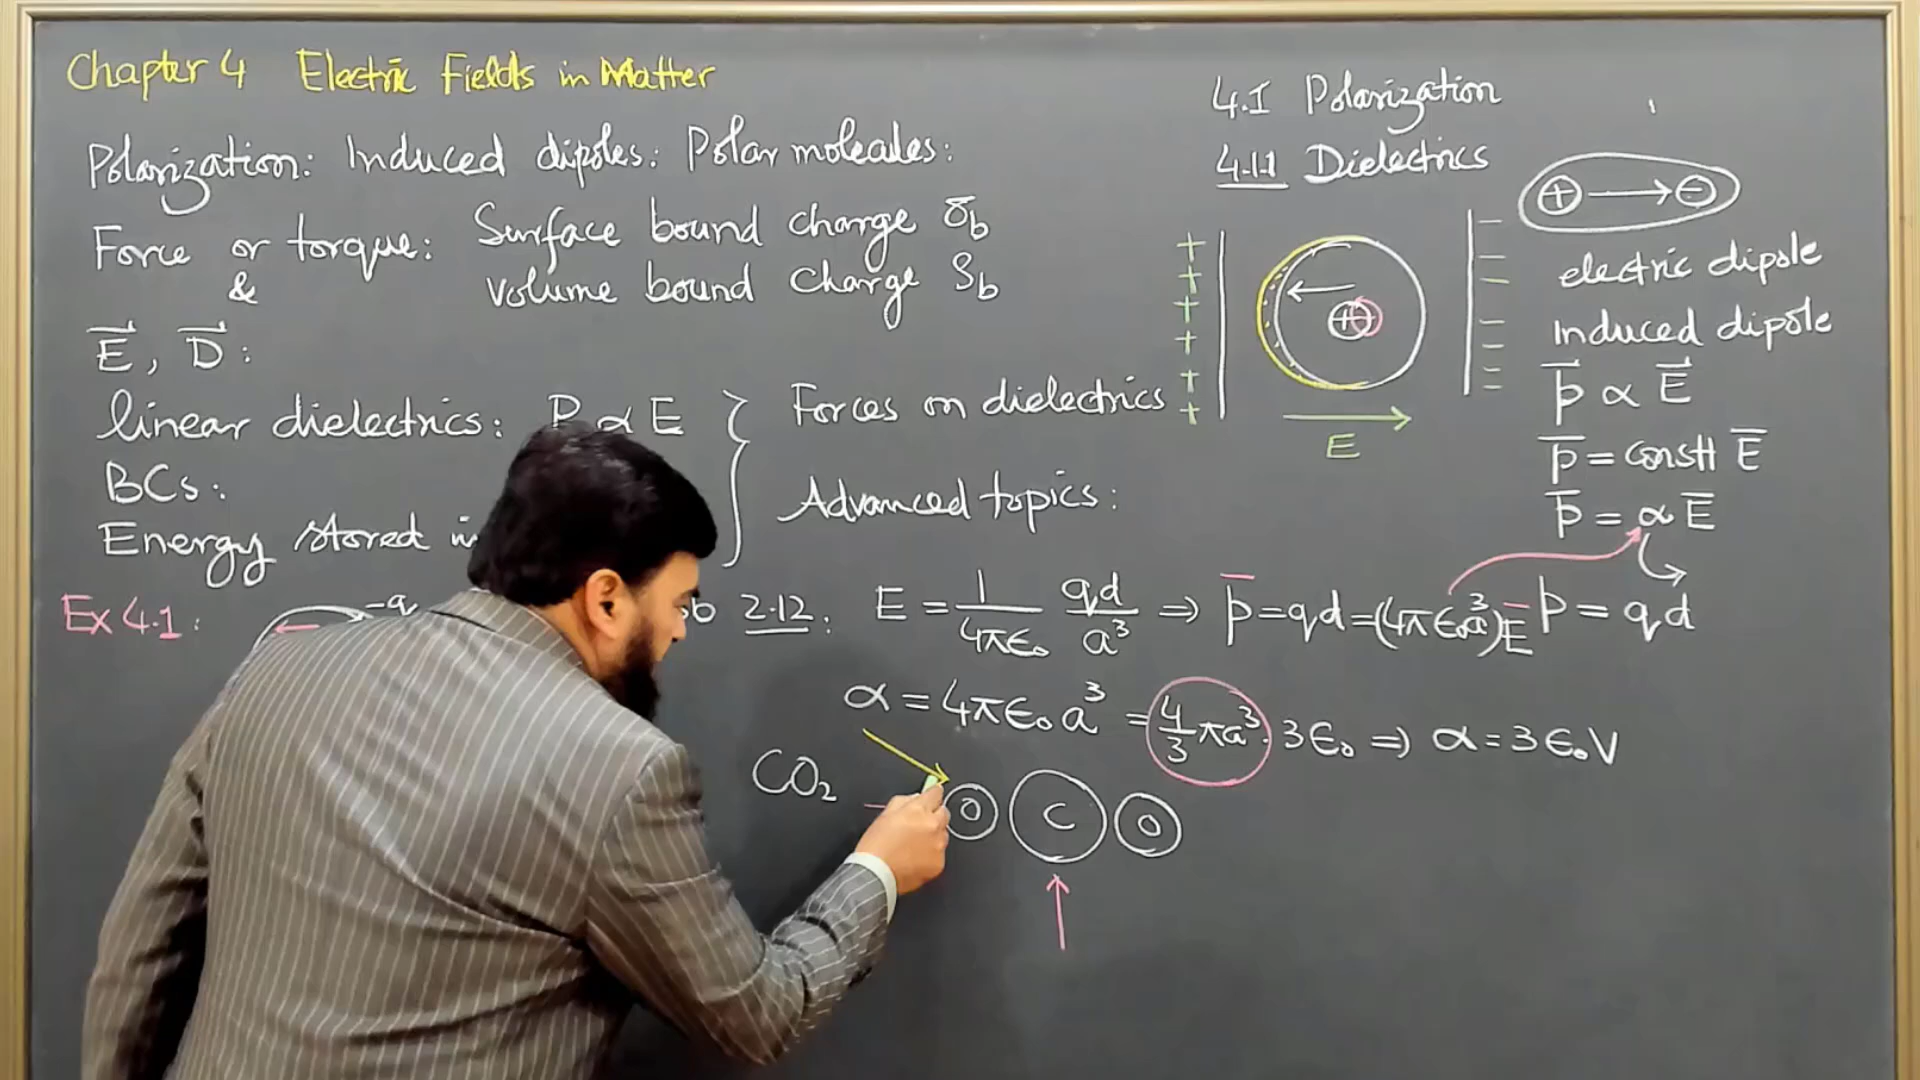 Chapter 4 Electric Fields in Matter
Polarization: Induced dipoles: Polar molecules:
Force or torque: Surface bound charge σb
& volume bound charge ρb
E⃗, D⃗:
linear dielectrics: P ∝ E } Forces on dielectrics
BCs:
Advanced topics:
Energy stored in
4.1 Polarization
4.1.1 Dielectrics
+ → -
+ + + + + +
- - - - - -
+
E
electric dipole
induced dipole
p⃗ ∝ E⃗
p̅ = constt E̅
p̅ = α E̅
p = qd
Ex 4.1: -q
b 2.12: E = 1/4πϵ₀ qd/a³ ⇒ p̅ = qd = (4πϵ₀a³)E̅
α = 4πϵ₀a³ = 4/3 πa³ · 3ϵ₀ ⇒ α = 3ϵ₀V
CO₂ O C O